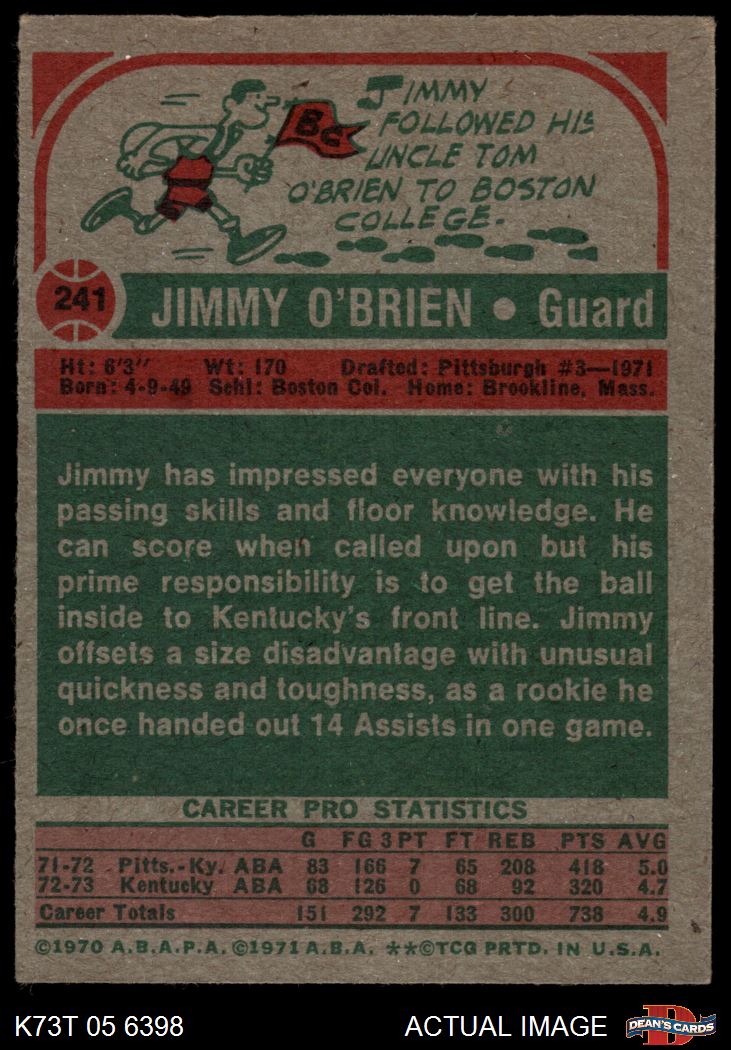 JIMMY
FOLLOWED HIS
UNCLE TOM
O'BRIEN TO BOSTON
COLLEGE.
BC
241
JIMMY O'BRIEN • Guard
Ht: 6'3" Wt: 170 Drafted: Pittsburgh #3—1971
Born: 4-9-49 Schl: Boston Col. Home: Brookline, Mass.
Jimmy has impressed everyone with his
passing skills and floor knowledge. He
can score when called upon but his
prime responsibility is to get the ball
inside to Kentucky's front line. Jimmy
offsets a size disadvantage with unusual
quickness and toughness, as a rookie he
once handed out 14 Assists in one game.
CAREER PRO STATISTICS
G FG 3PT FT REB PTS AVG
71-72 Pitts.-Ky. ABA 83 166 7 65 208 418 5.0
72-73 Kentucky ABA 68 126 0 68 92 320 4.7
Career Totals 151 292 7 133 300 738 4.9
©1970 A.B.A.P.A. ©1971 A.B.A. **©TCG PRTD. IN U.S.A.
K73T 05 6398 ACTUAL IMAGE
D
DEAN'S CARDS